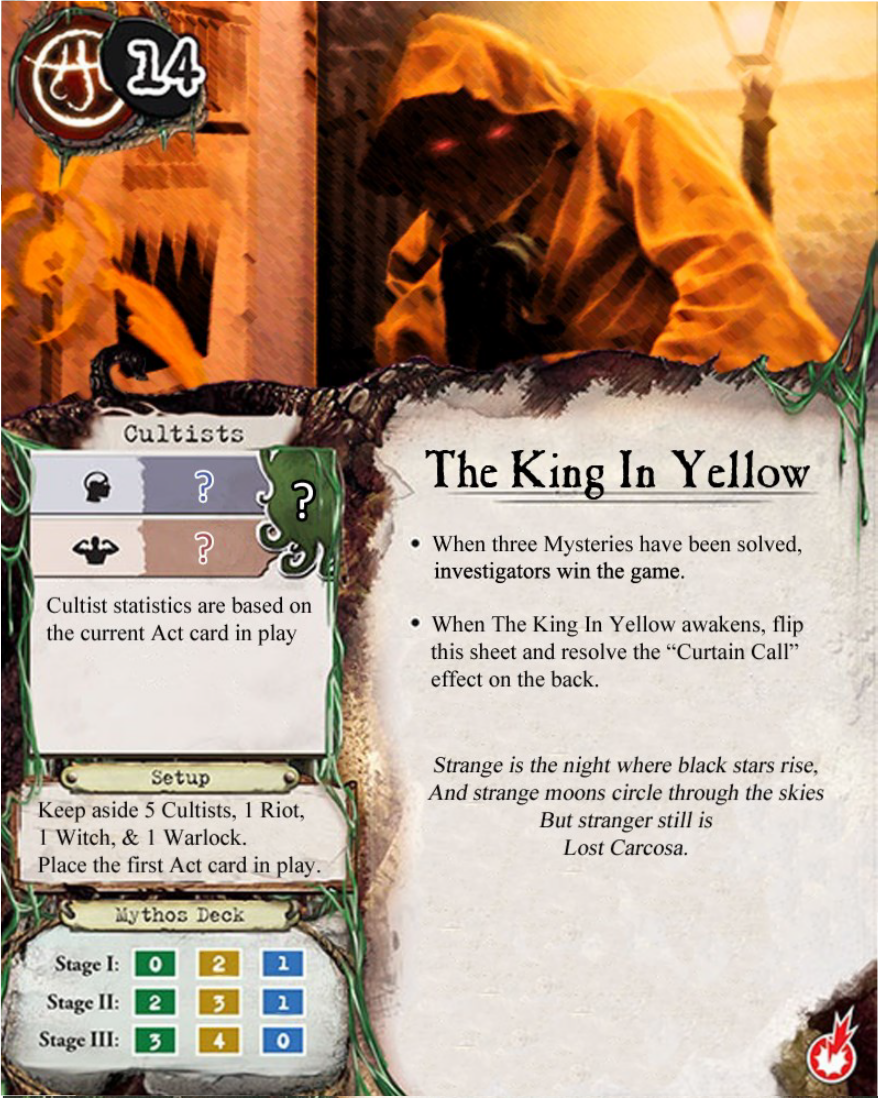 14
Cultists
?
?
?
Cultist statistics are based on
the current Act card in play
Setup
Keep aside 5 Cultists, 1 Riot,
1 Witch, & 1 Warlock.
Place the first Act card in play.
Mythos Deck
Stage I: 0 2 1
Stage II: 2 3 1
Stage III: 3 4 0
The King In Yellow
• When three Mysteries have been solved,
investigators win the game.
• When The King In Yellow awakens, flip
this sheet and resolve the “Curtain Call”
effect on the back.
Strange is the night where black stars rise,
And strange moons circle through the skies
But stranger still is
Lost Carcosa.